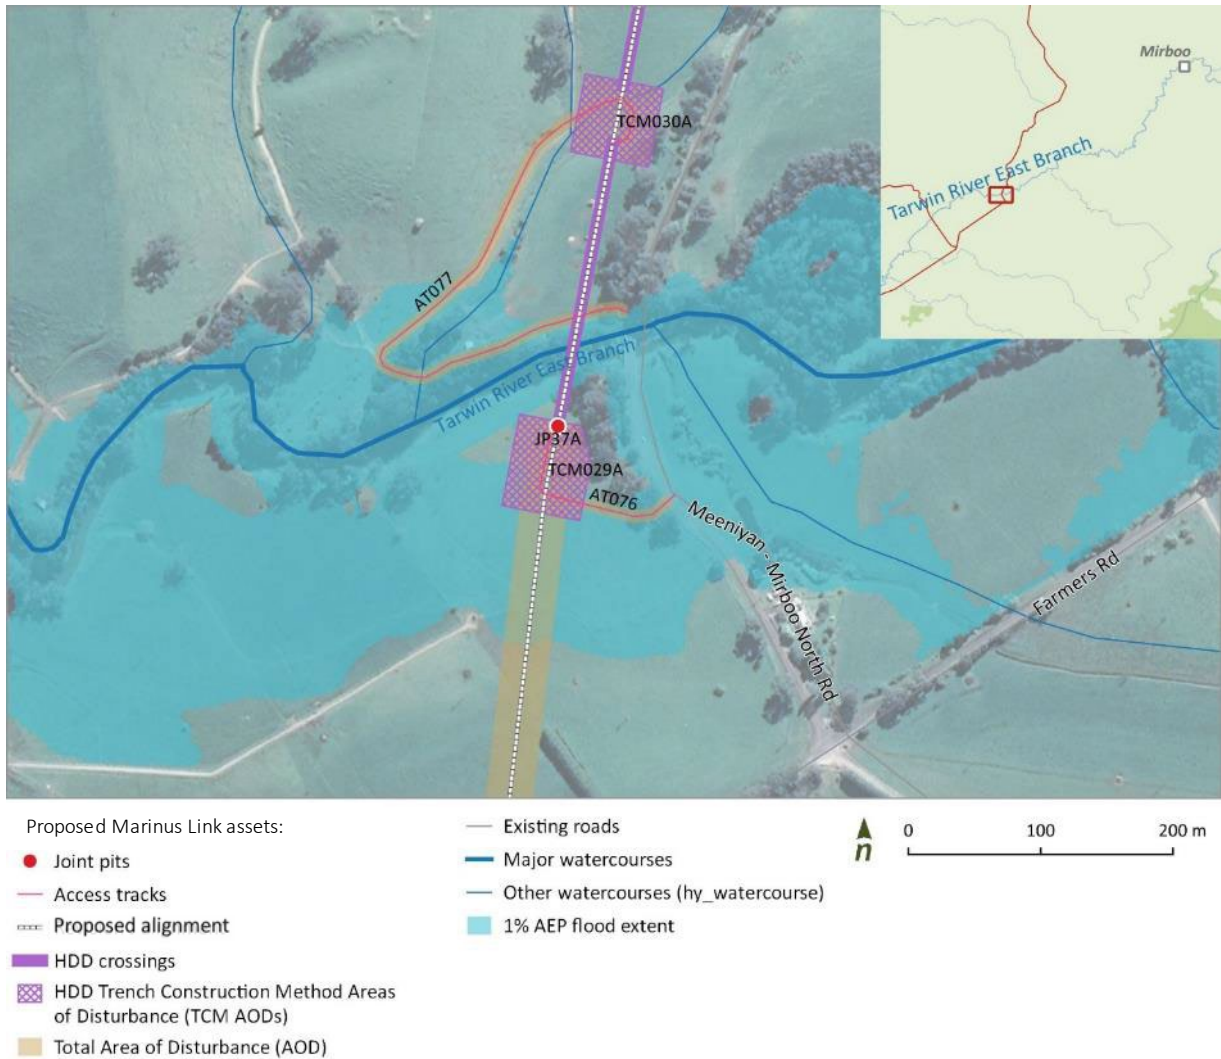 Mirboo
Tarwin River East Branch
TCM030A
AT077
Tarwin River East Branch
JP37A
TCM029A
AT076
Meeniyan - Mirboo North Rd
Farmers Rd
Proposed Marinus Link assets:
Joint pits
Access tracks
Proposed alignment
HDD crossings
HDD Trench Construction Method Areas
of Disturbance (TCM AODs)
Total Area of Disturbance (AOD)
Existing roads
Major watercourses
Other watercourses (hy_watercourse)
1% AEP flood extent
n
0 100 200 m